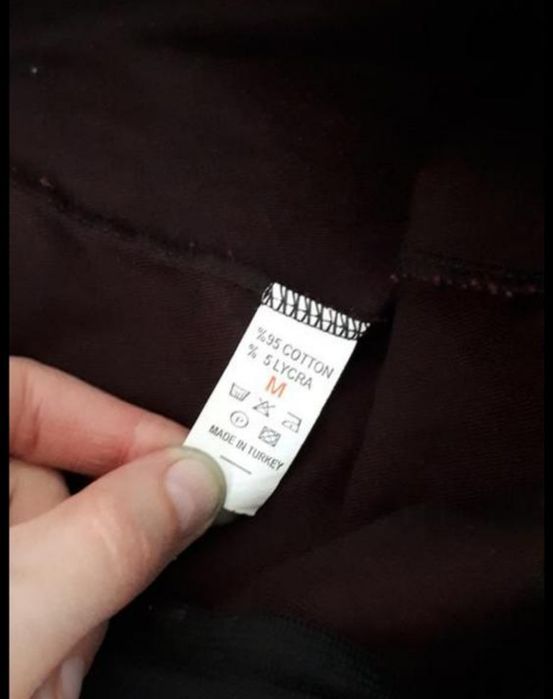 %95 COTTON
% 5 LYCRA
M
P
MADE IN TURKEY